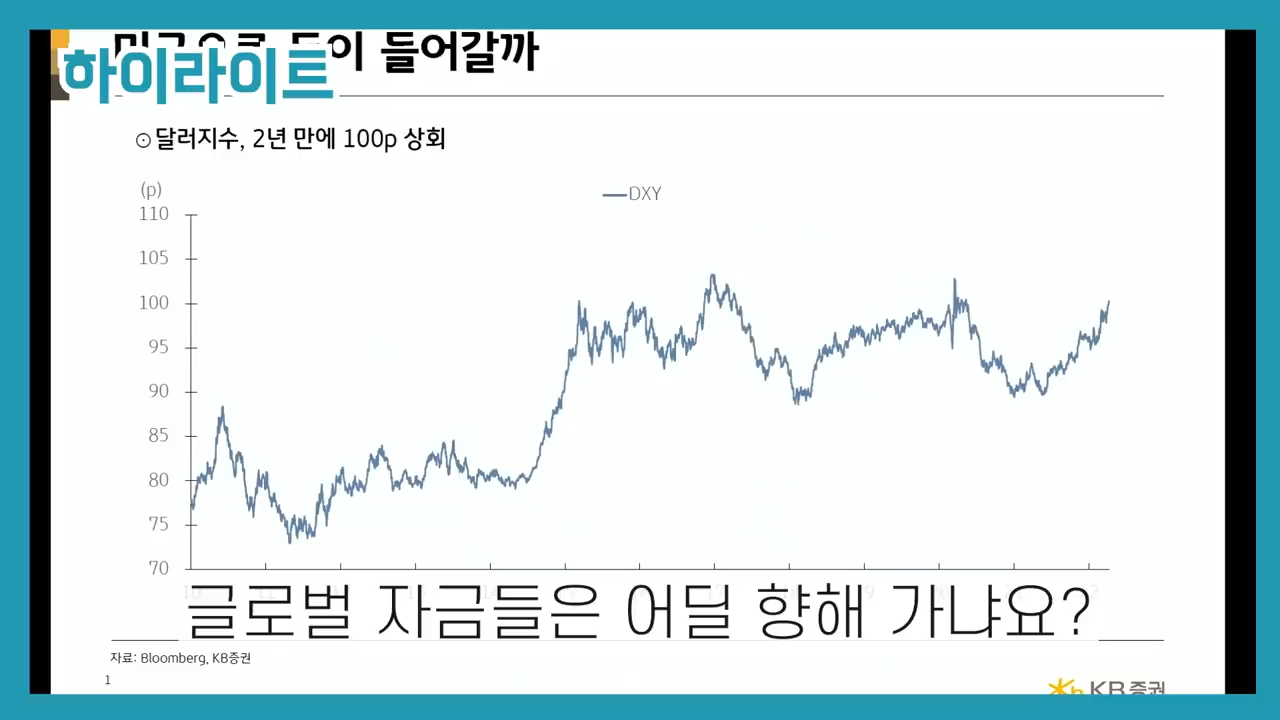 하이라이트
들어갈까
⊙ 달러지수, 2년 만에 100p 상회
(p)
DXY
110
105
100
95
90
85
80
75
70
글로벌 자금들은 어딜 향해 가냐요?
자료: Bloomberg, KB증권
1
KB증권